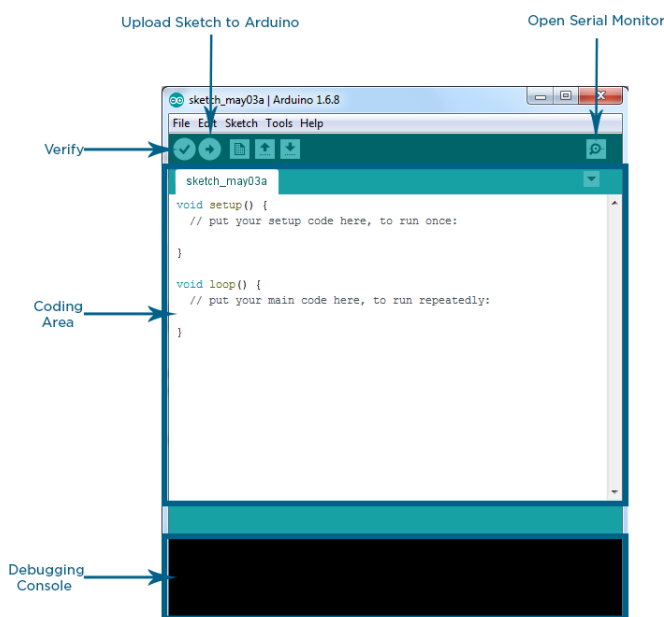 Upload Sketch to Arduino
Open Serial Monitor
sketch_may03a | Arduino 1.6.8
File Edit Sketch Tools Help
Verify
sketch_may03a
void setup() {
// put your setup code here, to run once:
}
void loop() {
// put your main code here, to run repeatedly:
}
Coding
Area
Debugging
Console